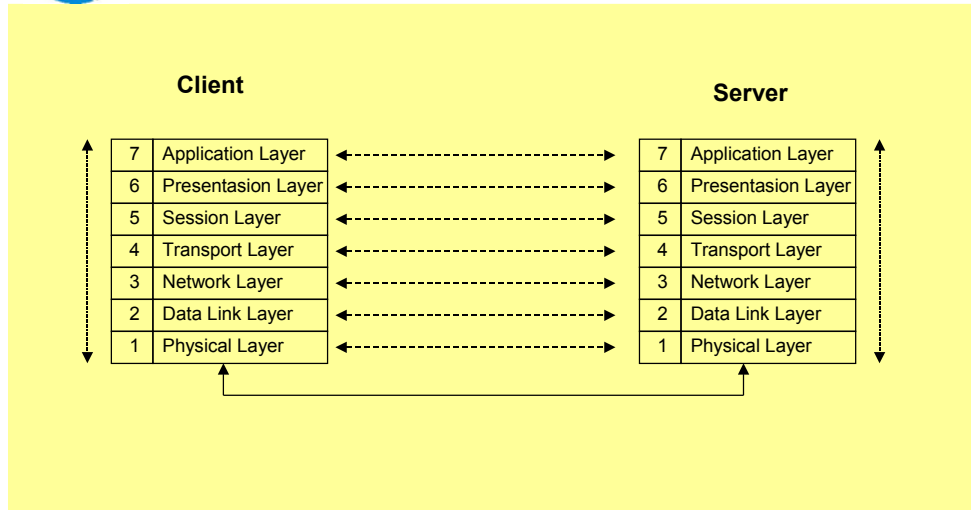 Client
Server
7 Application Layer
6 Presentasion Layer
5 Session Layer
4 Transport Layer
3 Network Layer
2 Data Link Layer
1 Physical Layer
7 Application Layer
6 Presentasion Layer
5 Session Layer
4 Transport Layer
3 Network Layer
2 Data Link Layer
1 Physical Layer